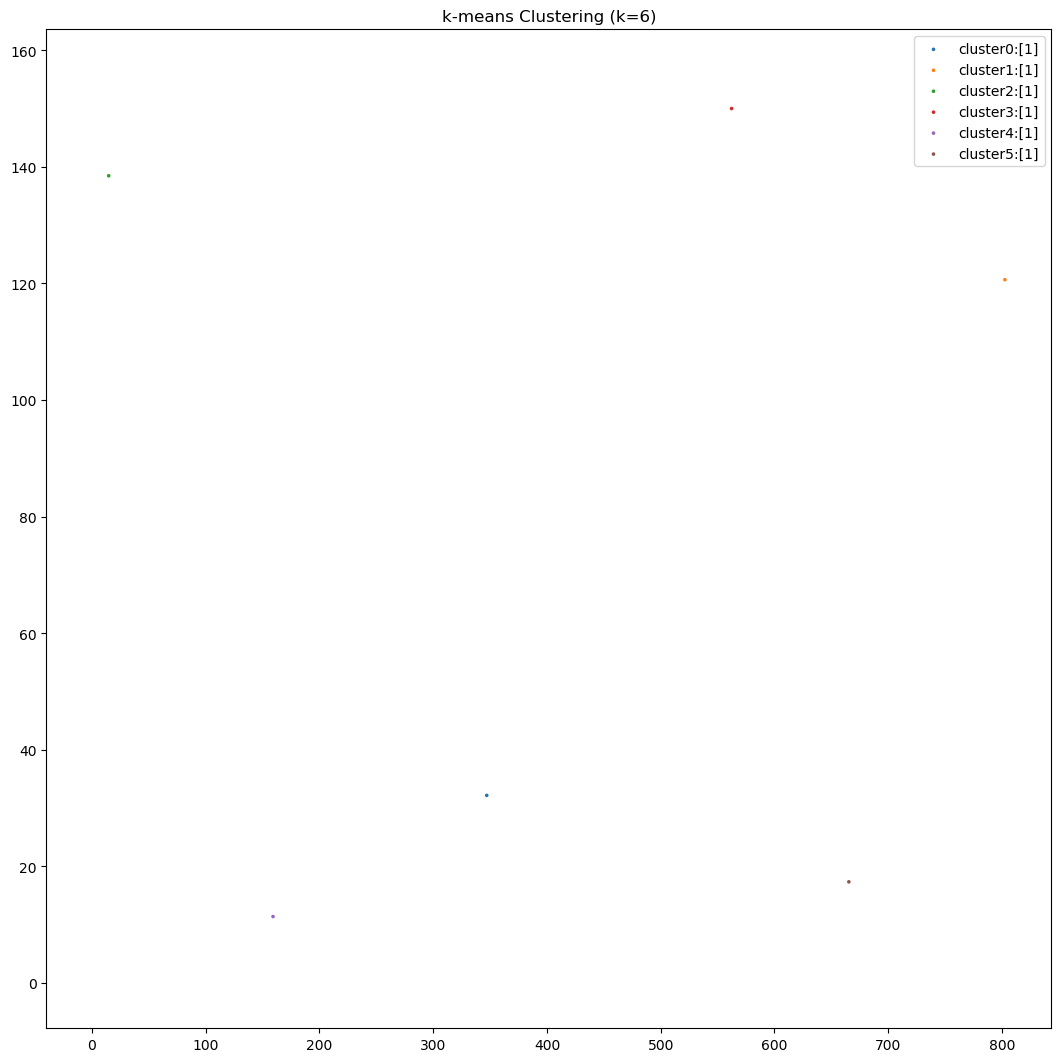 k-means Clustering (k=6)
cluster0:[1]
cluster1:[1]
cluster2:[1]
cluster3:[1]
cluster4:[1]
cluster5:[1]
160
140
120
100
80
60
40
20
0
0 100 200 300 400 500 600 700 800